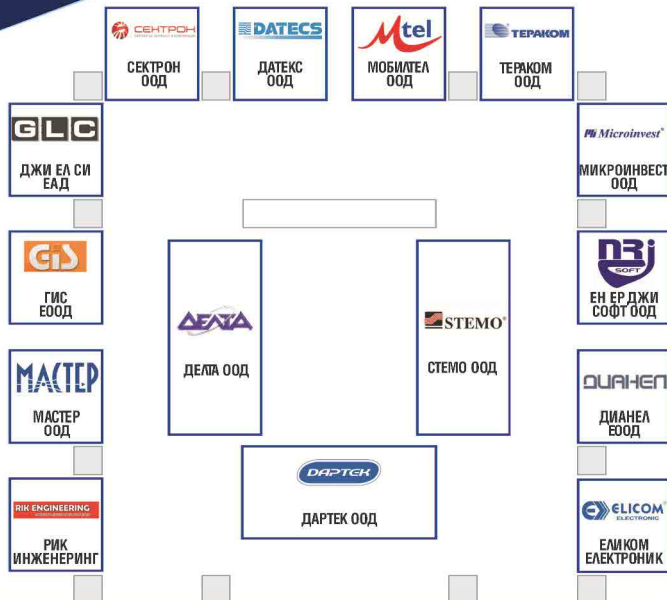 СЕКТРОН
СЕКТРОН
ООД
DATECS
ДАТЕКС
ООД
Mtel
МОБИЛТЕЛ
ООД
ТЕРАКОМ
ТЕРАКОМ
ООД
GLC
ДЖИ ЕЛ СИ
ЕАД
Microinvest®
МИКРОИНВЕСТ
ООД
GiS
ГИС
ЕООД
nRj
SOFT
ЕН ЕР ДЖИ
СОФТ ООД
ДЕЛТА
ДЕЛТА ООД
STEMO®
СТЕМО ООД
МАСТЕР
МАСТЕР
ООД
ДИАНЕЛ
ДИАНЕЛ
ЕООД
ДАРТЕК
ДАРТЕК ООД
RIK ENGINEERING
РИК
ИНЖЕНЕРИНГ
ELICOM®
ELECTRONIC
ЕЛИКОМ
ЕЛЕКТРОНИК